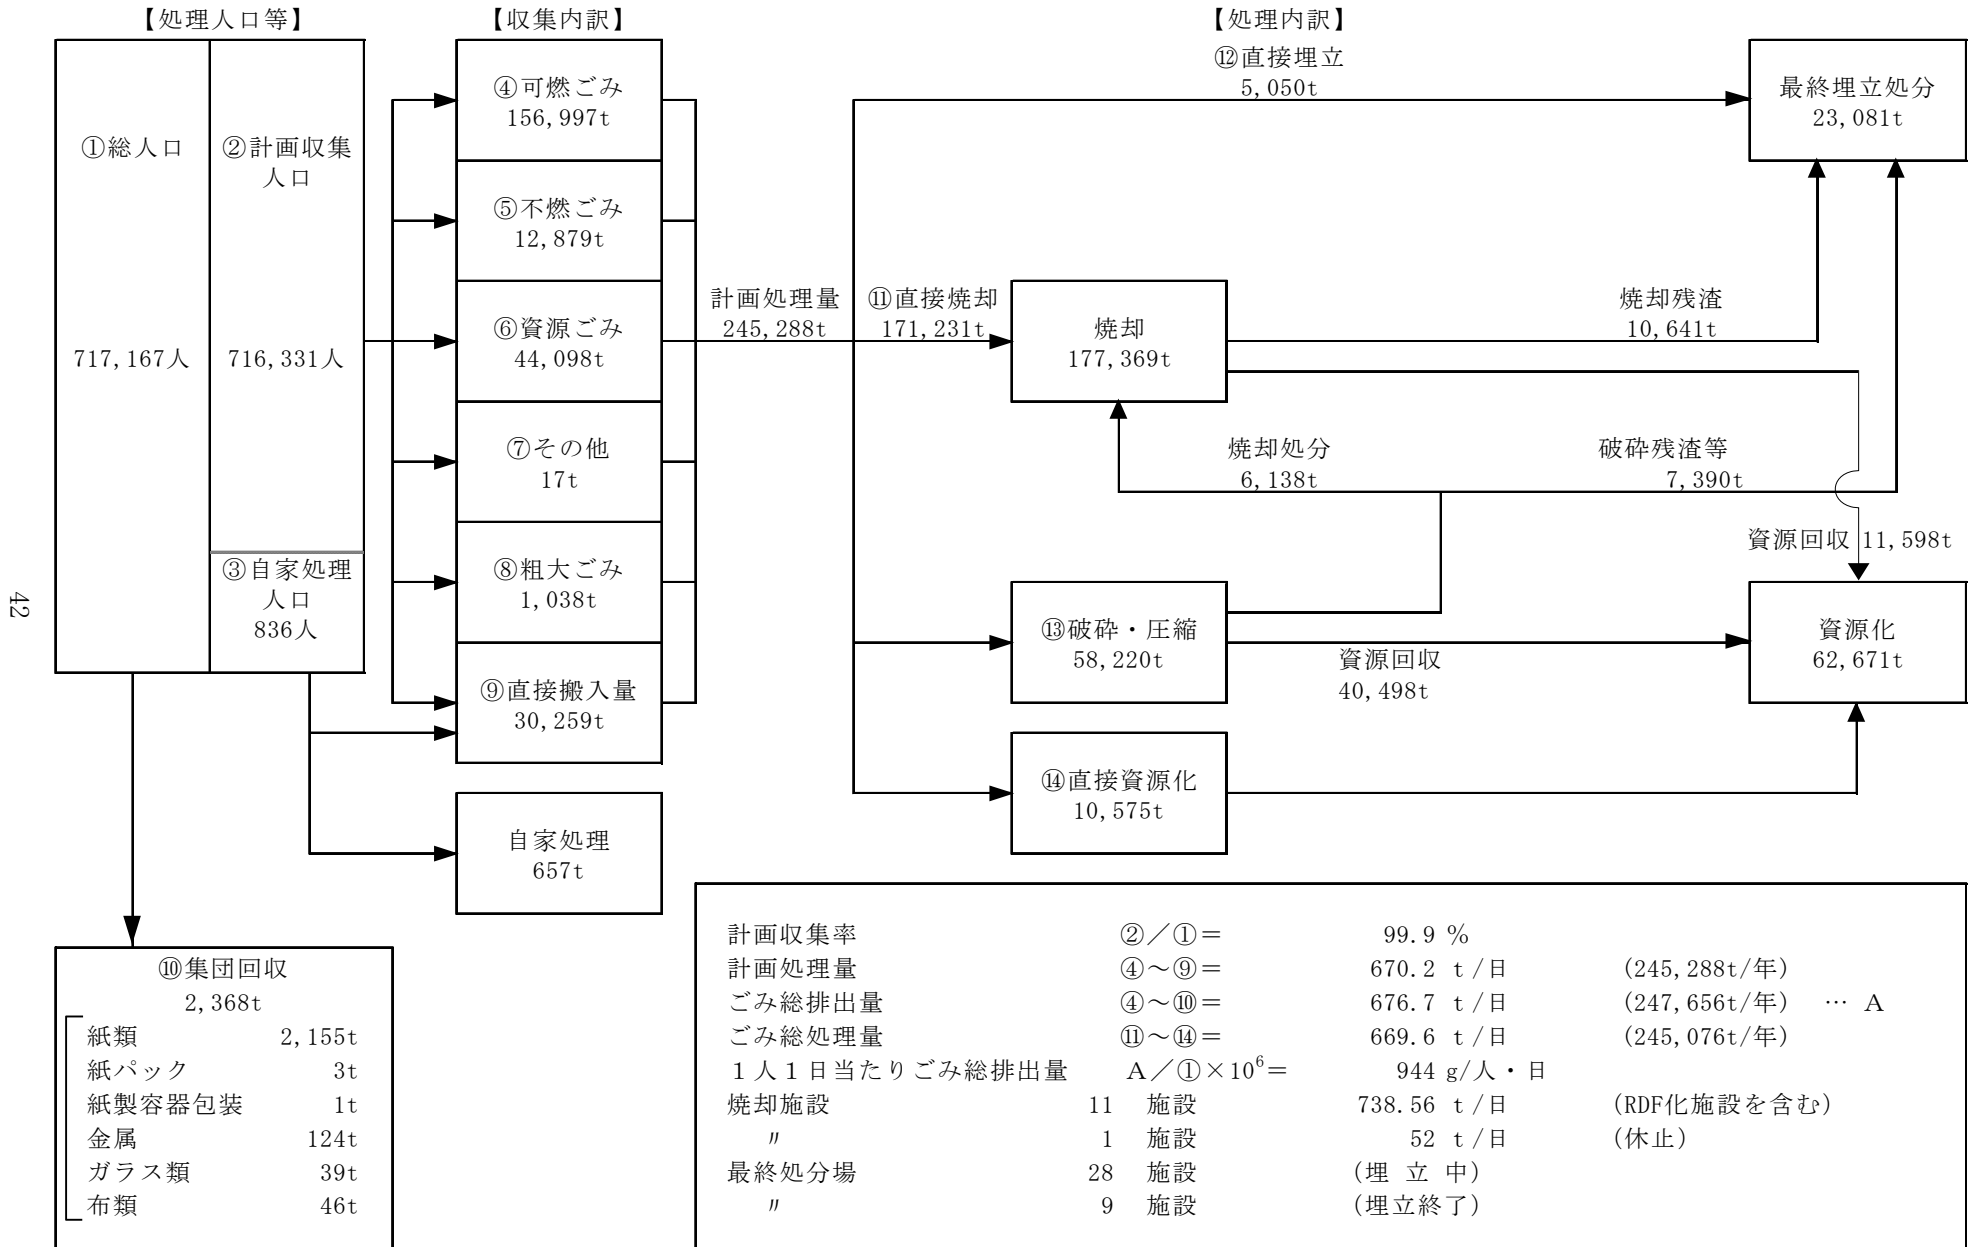 【処理人口等】
①総人口
717,167人
②計画収集
人口
716,331人
③自家処理
人口
836人
【収集内訳】
④可燃ごみ
156,997t
⑤不燃ごみ
12,879t
⑥資源ごみ
44,098t
⑦その他
17t
⑧粗大ごみ
1,038t
⑨直接搬入量
30,259t
自家処理
657t
⑩集団回収
2,368t
紙類 2,155t
紙パック 3t
紙製容器包装 1t
金属 124t
ガラス類 39t
布類 46t
【処理内訳】
⑫直接埋立
5,050t
最終埋立処分
23,081t
計画処理量
245,288t
⑪直接焼却
171,231t
焼却
177,369t
焼却残渣
10,641t
焼却処分
6,138t
破砕残渣等
7,390t
資源回収 11,598t
⑬破砕・圧縮
58,220t
資源回収
40,498t
資源化
62,671t
⑭直接資源化
10,575t
計画収集率 ②／①＝ 99.9 %
計画処理量 ④～⑨＝ 670.2 t/日 (245,288t/年)
ごみ総排出量 ④～⑩＝ 676.7 t/日 (247,656t/年) … A
ごみ総処理量 ⑪～⑭＝ 669.6 t/日 (245,076t/年)
１人１日当たりごみ総排出量 A／①×10⁶＝ 944 g/人・日
焼却施設 11 施設 738.56 t/日 (RDF化施設を含む)
〃 1 施設 52 t/日 (休止)
最終処分場 28 施設 (埋 立 中)
〃 9 施設 (埋立終了)
42